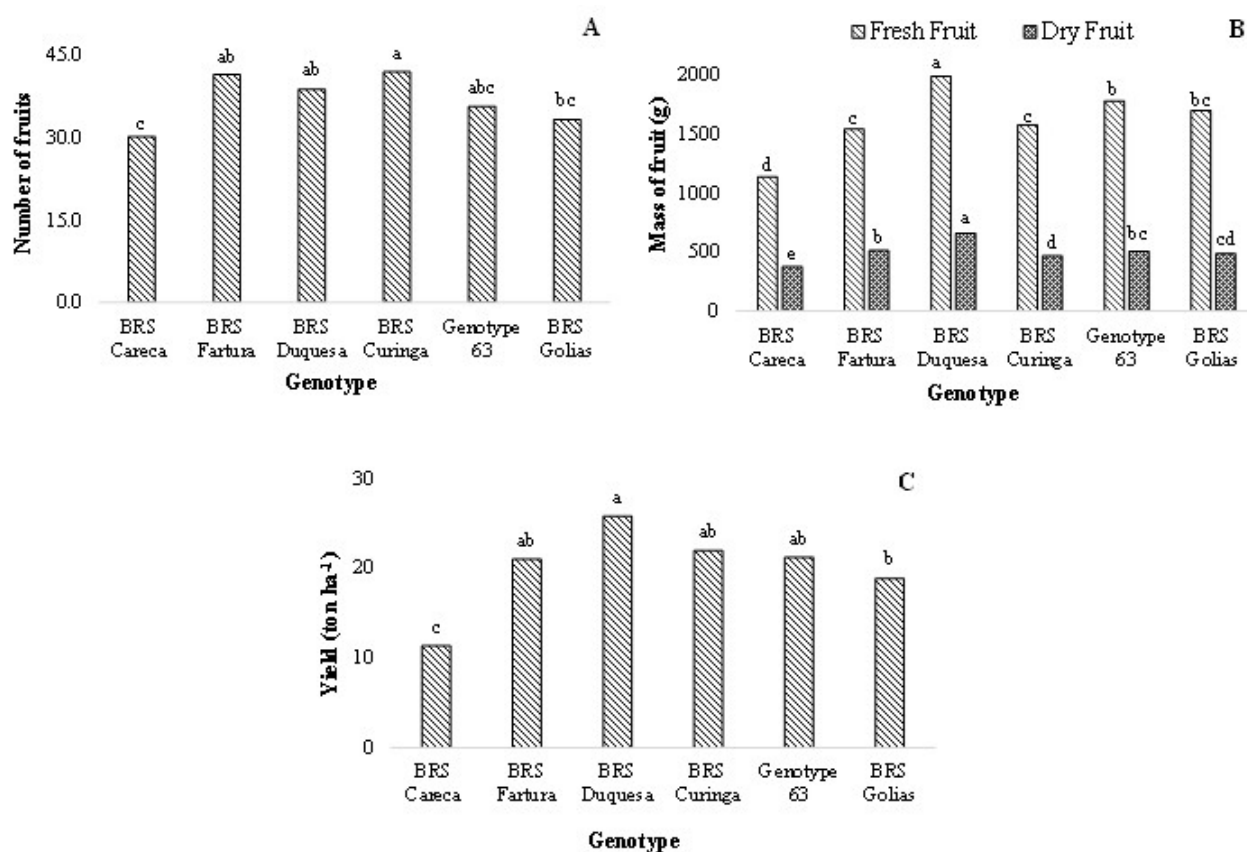 A
45.0
30.0
15.0
0.0
Number of fruits
c
ab
ab
a
abc
bc
BRS
Careca
BRS
Fartura
BRS
Duquesa
BRS
Curinga
Genotype
63
BRS
Golias
Genotype
B
Fresh Fruit
Dry Fruit
2000
1500
1000
500
0
Mass of fruit (g)
d
e
c
b
a
a
c
d
b
bc
bc
cd
BRS
Careca
BRS
Fartura
BRS
Duquesa
BRS
Curinga
Genotype
63
BRS
Golias
Genotype
C
30
20
10
0
Yield (ton ha⁻¹)
c
ab
a
ab
ab
b
BRS
Careca
BRS
Fartura
BRS
Duquesa
BRS
Curinga
Genotype
63
BRS
Golias
Genotype